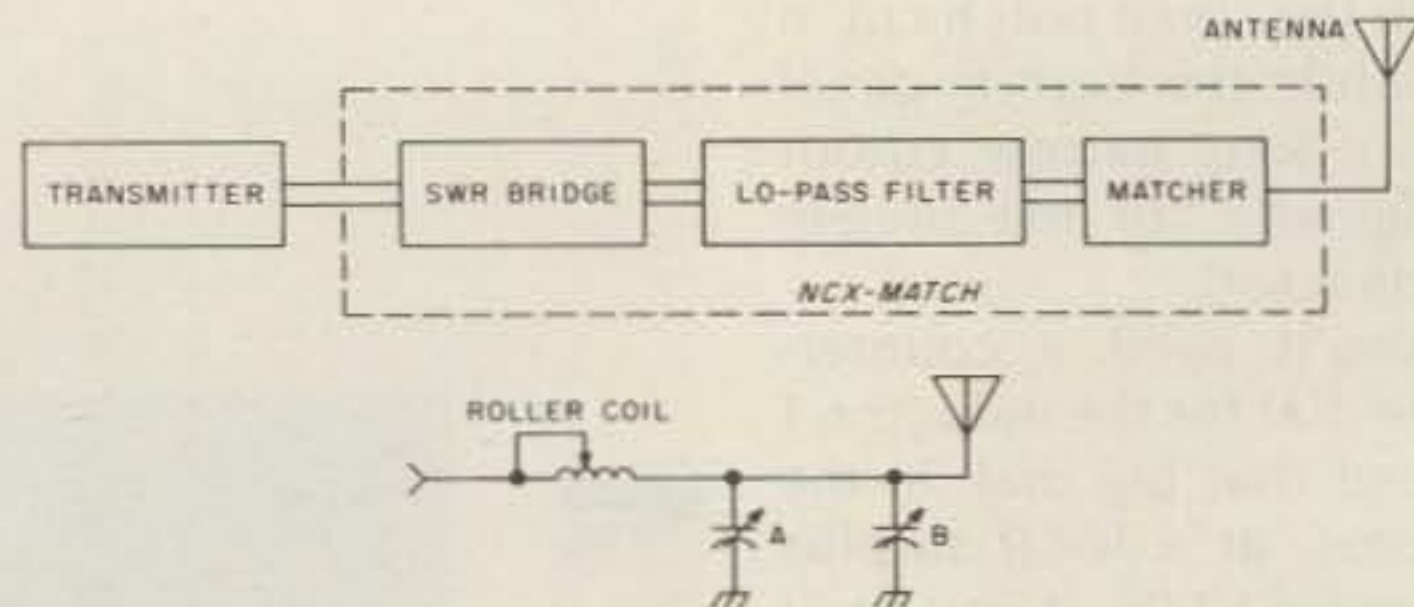 ANTENNA
TRANSMITTER
SWR BRIDGE
LO-PASS FILTER
MATCHER
NCX-MATCH
ROLLER COIL
A
B